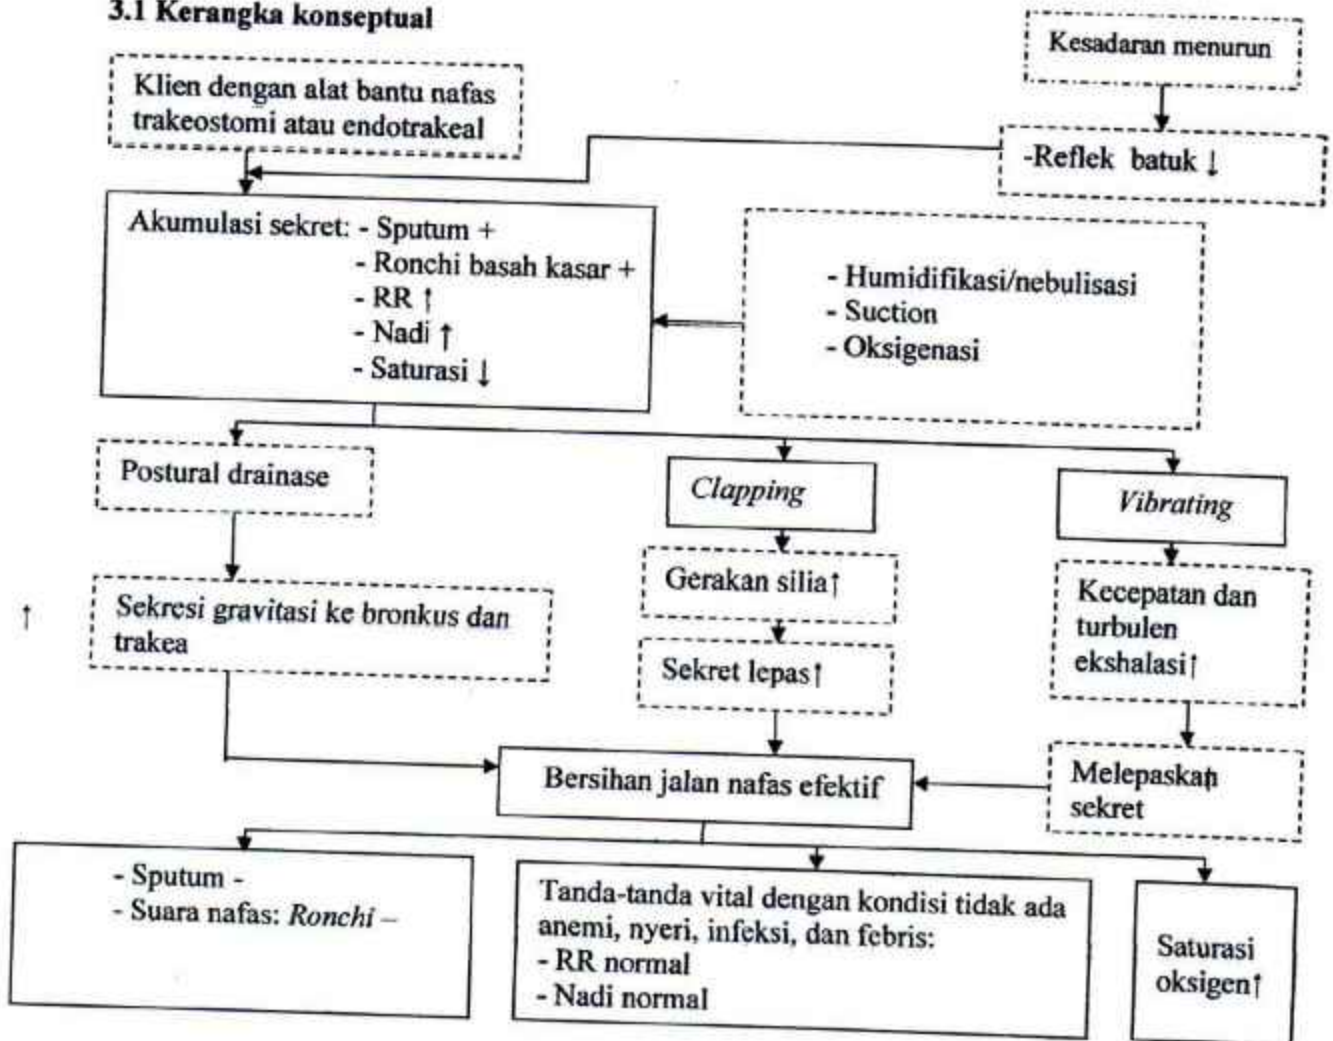 3.1 Kerangka konseptual
Kesadaran menurun
Klien dengan alat bantu nafas
trakeostomi atau endotrakeal
-Reflek batuk ↓
Akumulasi sekret: - Sputum +
- Ronchi basah kasar +
- RR ↑
- Nadi ↑
- Saturasi ↓
- Humidifikasi/nebulisasi
- Suction
- Oksigenasi
Postural drainase
Clapping
Vibrating
↑
Sekresi gravitasi ke bronkus dan
trakea
Gerakan silia↑
Sekret lepas↑
Kecepatan dan
turbulen
ekshalasi↑
Melepaskan
sekret
Bersihan jalan nafas efektif
- Sputum -
- Suara nafas: Ronchi –
Tanda-tanda vital dengan kondisi tidak ada
anemi, nyeri, infeksi, dan febris:
- RR normal
- Nadi normal
Saturasi
oksigen↑